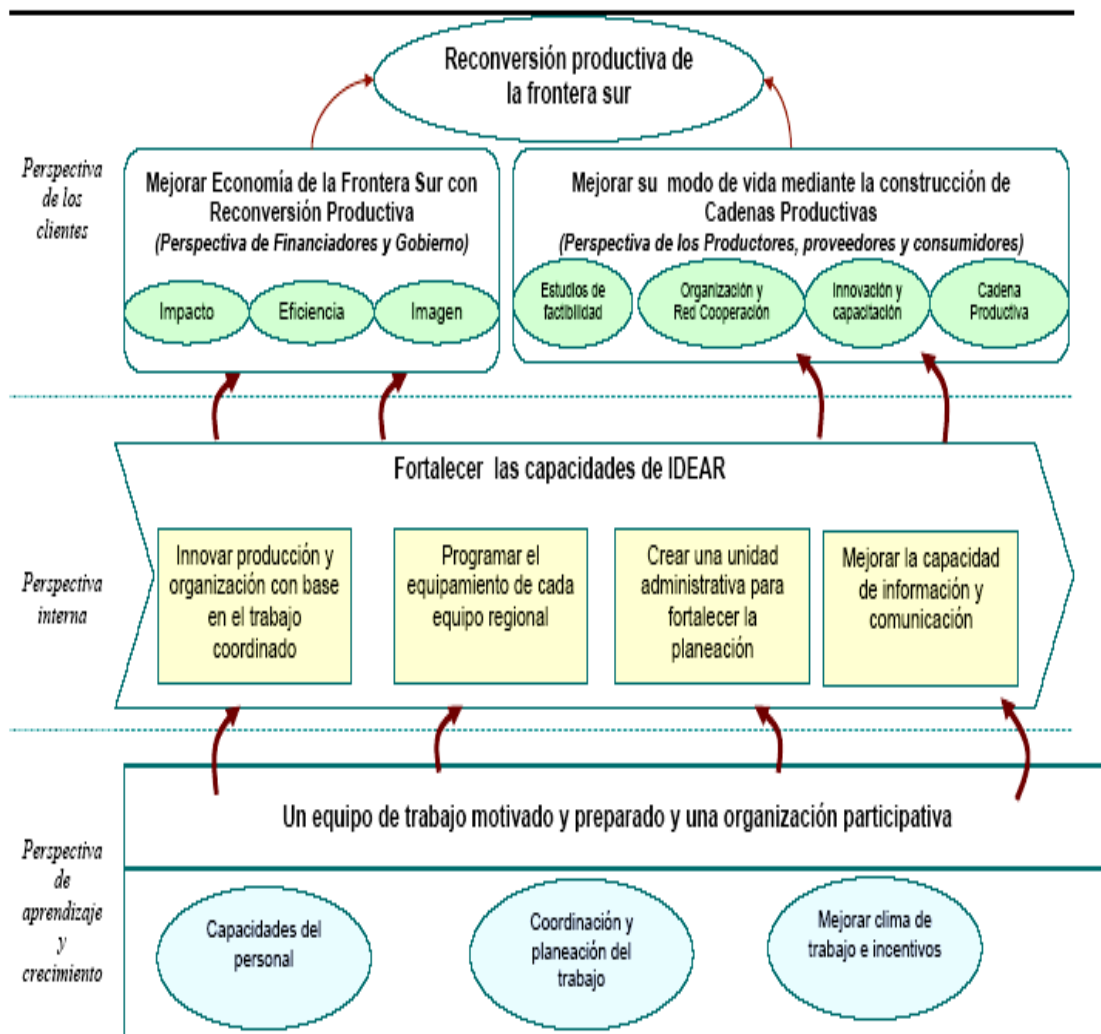 Reconversión productiva de
la frontera sur
Perspectiva
de los
clientes
Mejorar Economía de la Frontera Sur con
Reconversión Productiva
(Perspectiva de Financiadores y Gobierno)
Impacto
Eficiencia
Imagen
Mejorar su modo de vida mediante la construcción de
Cadenas Productivas
(Perspectiva de los Productores, proveedores y consumidores)
Estudios de
factibilidad
Organización y
Red Cooperación
Innovación y
capacitación
Cadena
Productiva
Perspectiva
interna
Fortalecer las capacidades de IDEAR
Innovar producción y
organización con base
en el trabajo
coordinado
Programar el
equipamiento de cada
equipo regional
Crear una unidad
administrativa para
fortalecer la
planeación
Mejorar la capacidad
de información y
comunicación
Perspectiva
de
aprendizaje
y
crecimiento
Un equipo de trabajo motivado y preparado y una organización participativa
Capacidades del
personal
Coordinación y
planeación del
trabajo
Mejorar clima de
trabajo e incentivos